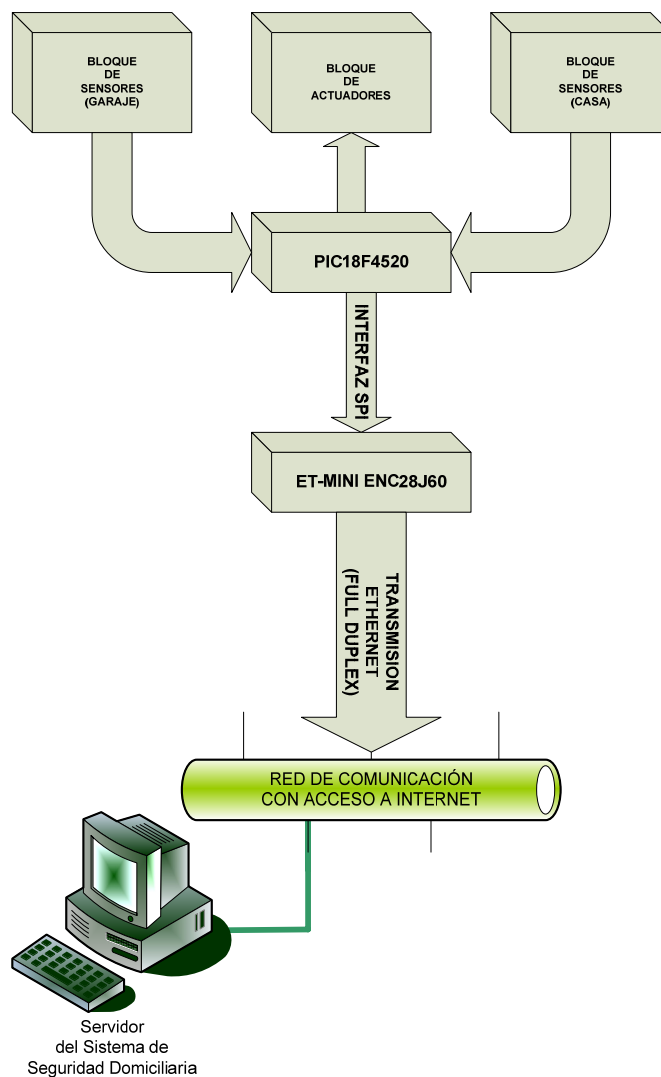 BLOQUE
DE
SENSORES
(GARAJE)
BLOQUE
DE
ACTUADORES
BLOQUE
DE
SENSORES
(CASA)
PIC18F4520
INTERFAZ SPI
ET-MINI ENC28J60
TRANSMISION
ETHERNET
(FULL DUPLEX)
RED DE COMUNICACIÓN
CON ACCESO A INTERNET
Servidor
del Sistema de
Seguridad Domiciliaria